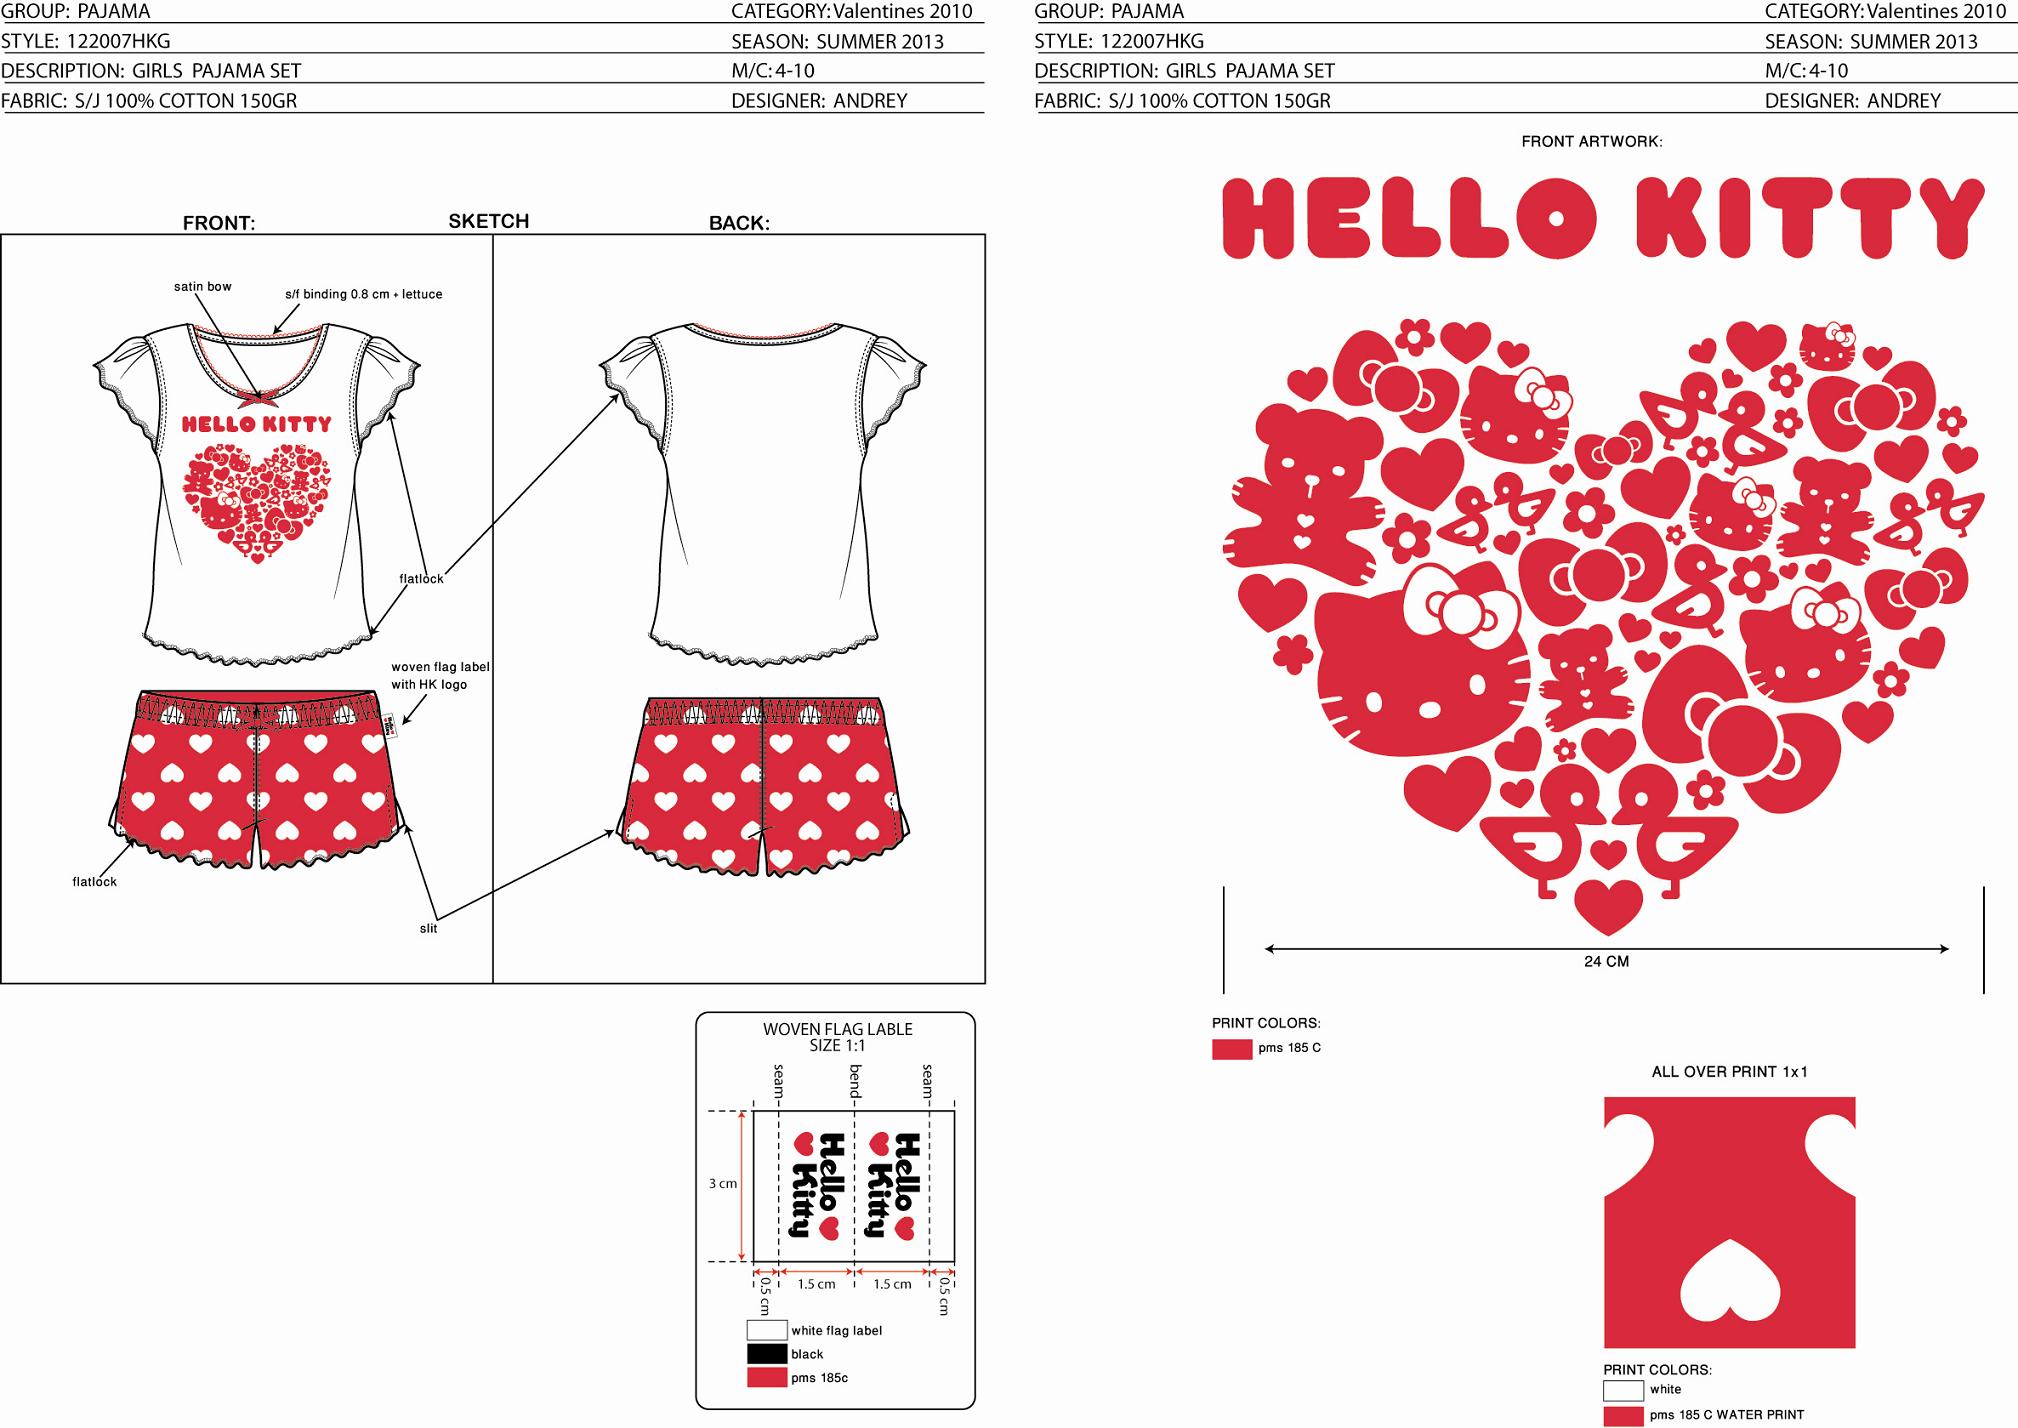 GROUP: PAJAMA
CATEGORY: Valentines 2010
STYLE: 122007HKG
SEASON: SUMMER 2013
DESCRIPTION: GIRLS PAJAMA SET
M/C: 4-10
FABRIC: S/J 100% COTTON 150GR
DESIGNER: ANDREY
FRONT:
SKETCH
BACK:
satin bow
s/f binding 0.8 cm + lettuce
HELLO KITTY
flatlock
woven flag label
with HK logo
flatlock
slit
WOVEN FLAG LABLE
SIZE 1:1
seam
bend
seam
3 cm
Hello
Kitty
Hello
Kitty
0.5 cm
1.5 cm
1.5 cm
0.5 cm
white flag label
black
pms 185c
GROUP: PAJAMA
CATEGORY: Valentines 2010
STYLE: 122007HKG
SEASON: SUMMER 2013
DESCRIPTION: GIRLS PAJAMA SET
M/C: 4-10
FABRIC: S/J 100% COTTON 150GR
DESIGNER: ANDREY
FRONT ARTWORK:
HELLO KITTY
24 CM
PRINT COLORS:
pms 185 C
ALL OVER PRINT 1x1
PRINT COLORS:
white
pms 185 C WATER PRINT